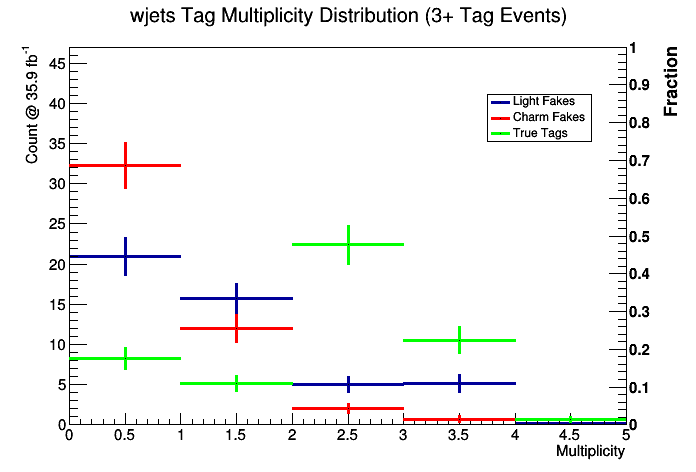 wjets Tag Multiplicity Distribution (3+ Tag Events)
Count @ 35.9 fb-1
45
40
35
30
25
20
15
10
5
0
Light Fakes
Charm Fakes
True Tags
Fraction
1
0.9
0.8
0.7
0.6
0.5
0.4
0.3
0.2
0.1
0
0 0.5 1 1.5 2 2.5 3 3.5 4 4.5 5
Multiplicity